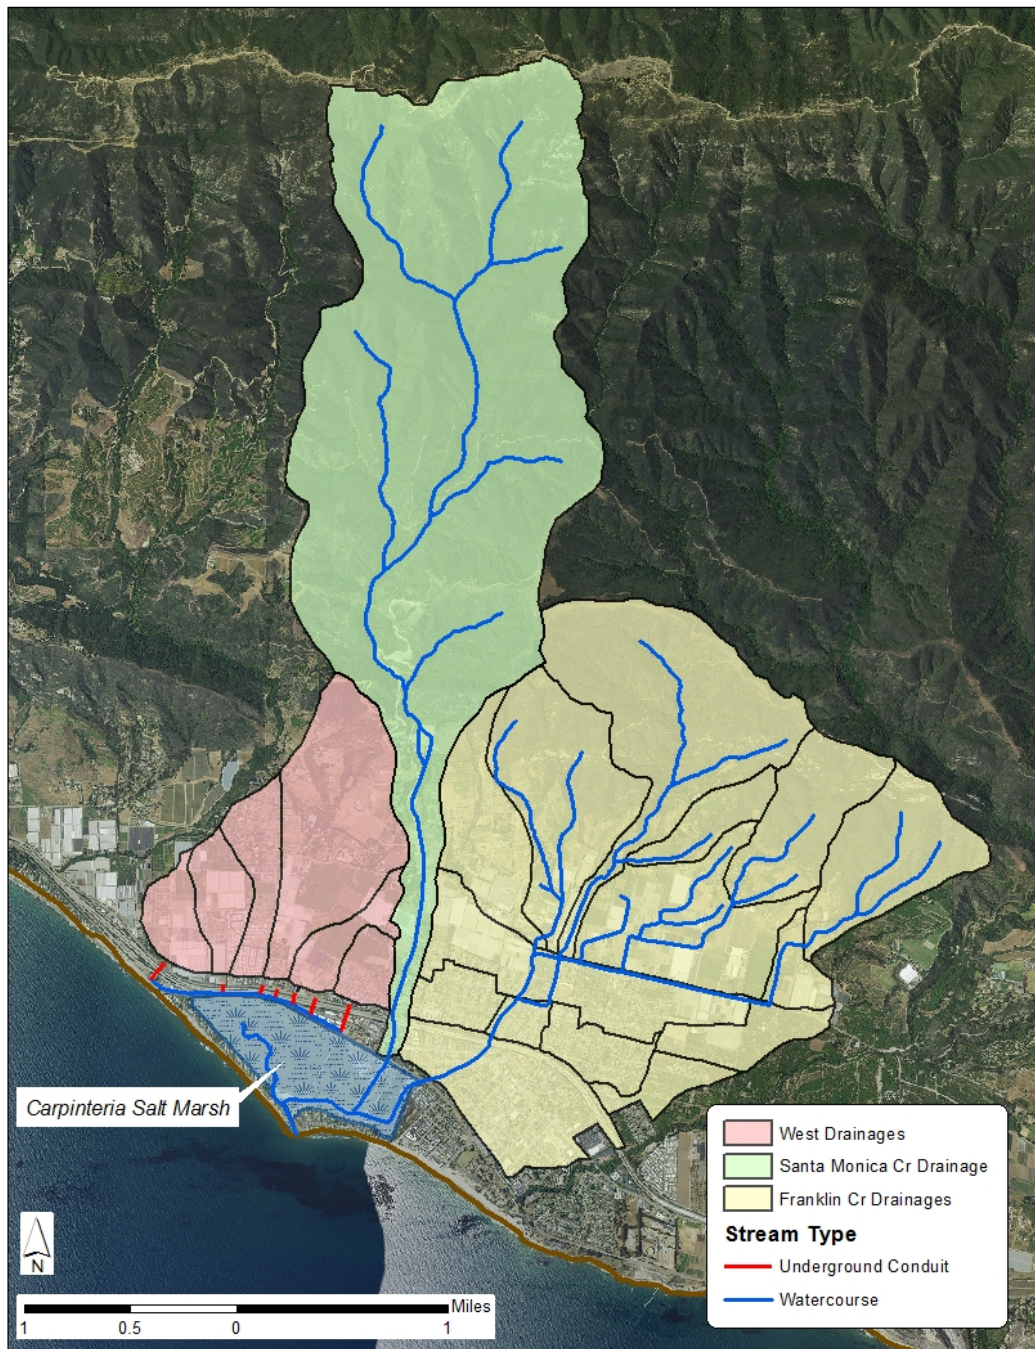 Carpinteria Salt Marsh
West Drainages
Santa Monica Cr Drainage
Franklin Cr Drainages
Stream Type
Underground Conduit
Watercourse
N
Miles
1 0.5 0 1